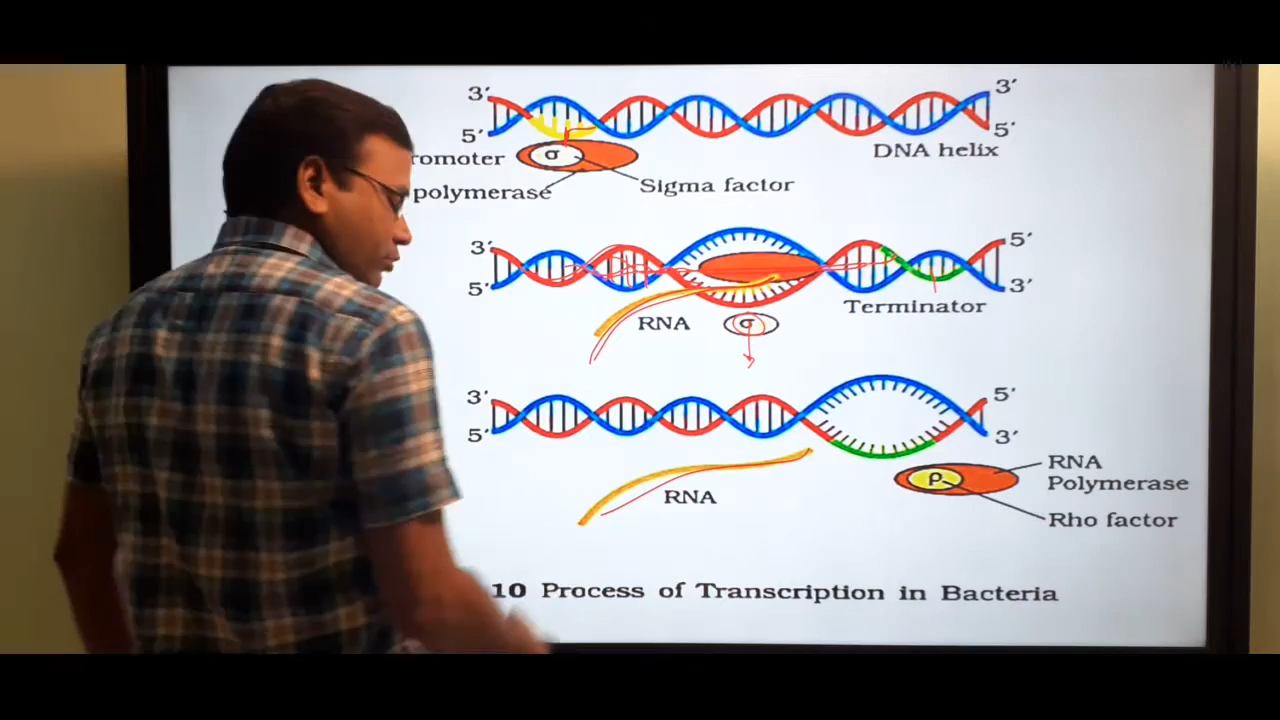 3′ 3′
5′ 5′
romoter σ DNA helix
polymerase Sigma factor
3′ 5′
5′ 3′
Terminator
RNA σ
3′ 5′
5′ 3′
ρ RNA
Polymerase
RNA
Rho factor
10 Process of Transcription in Bacteria